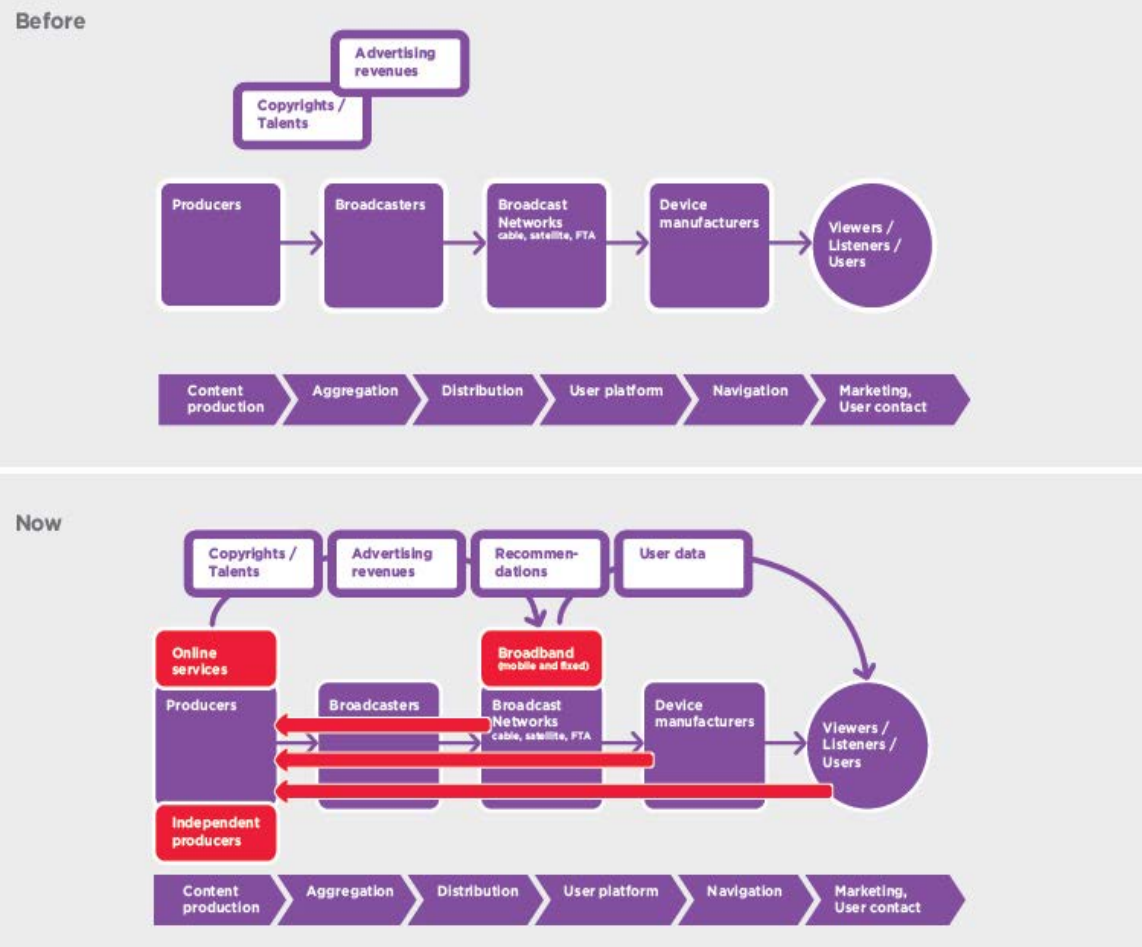 Before
Advertising
revenues
Copyrights /
Talents
Producers
Broadcasters
Broadcast
Networks
cable, satellite, FTA
Device
manufacturers
Viewers /
Listeners /
Users
Content
production
Aggregation
Distribution
User platform
Navigation
Marketing,
User contact
Now
Copyrights /
Talents
Advertising
revenues
Recommen-
dations
User data
Online
services
Broadband
(mobile and fixed)
Producers
Broadcasters
Broadcast
Networks
cable, satellite, FTA
Device
manufacturers
Viewers /
Listeners /
Users
Independent
producers
Content
production
Aggregation
Distribution
User platform
Navigation
Marketing,
User contact